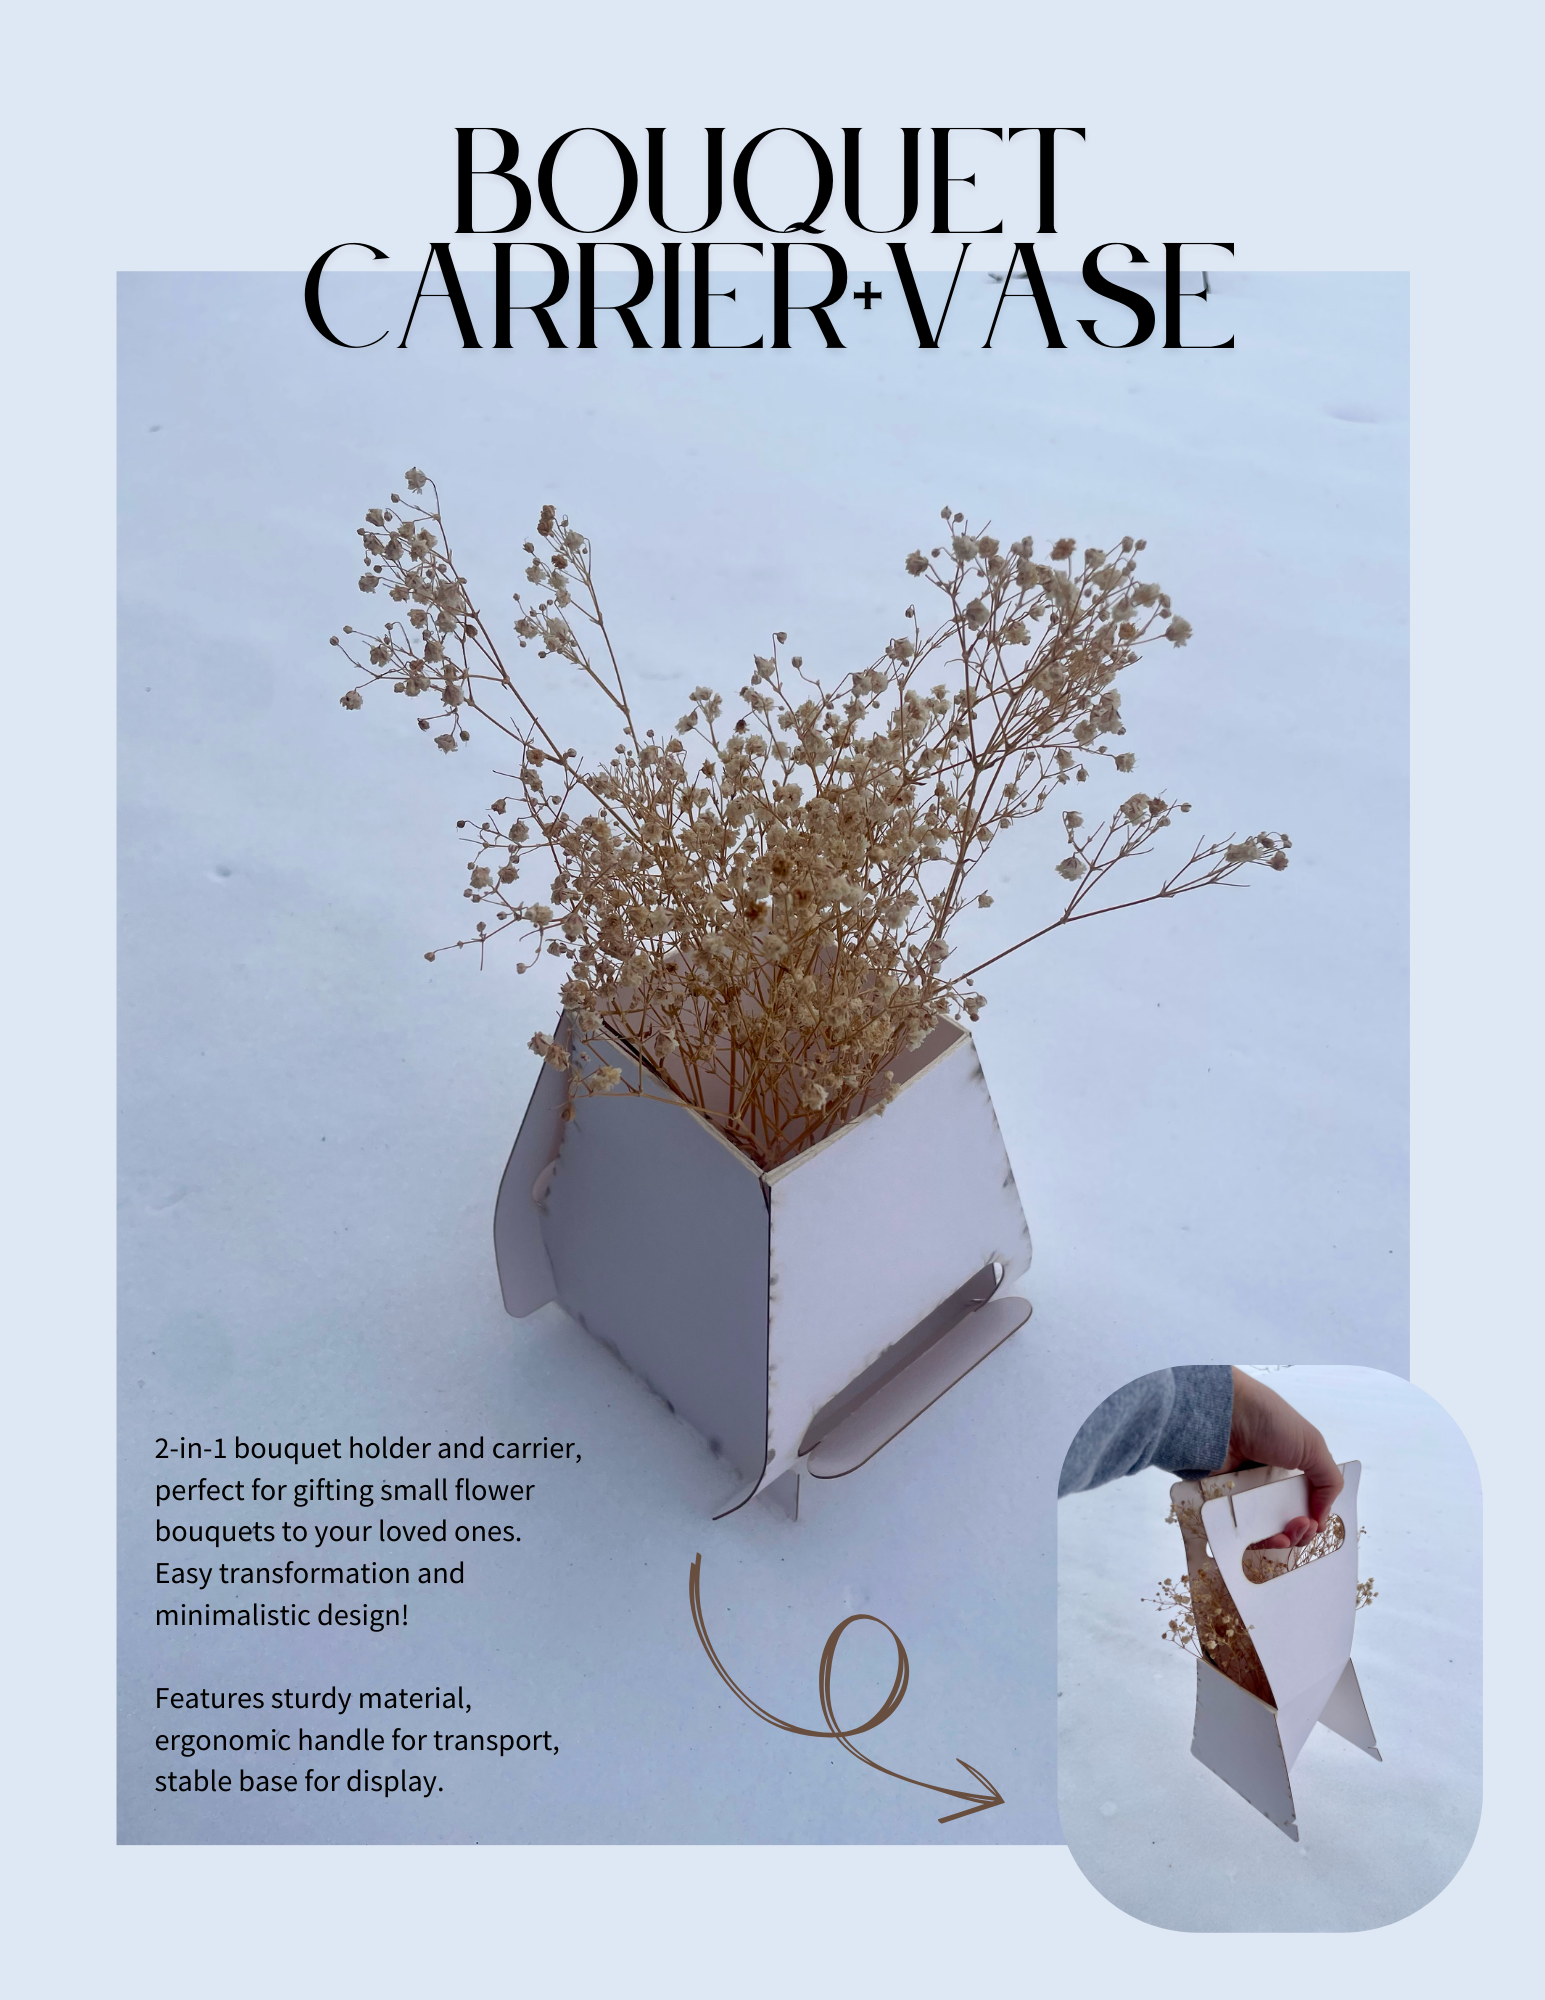 BOUQUET
CARRIER+VASE
2-in-1 bouquet holder and carrier,
perfect for gifting small flower
bouquets to your loved ones.
Easy transformation and
minimalistic design!
Features sturdy material,
ergonomic handle for transport,
stable base for display.